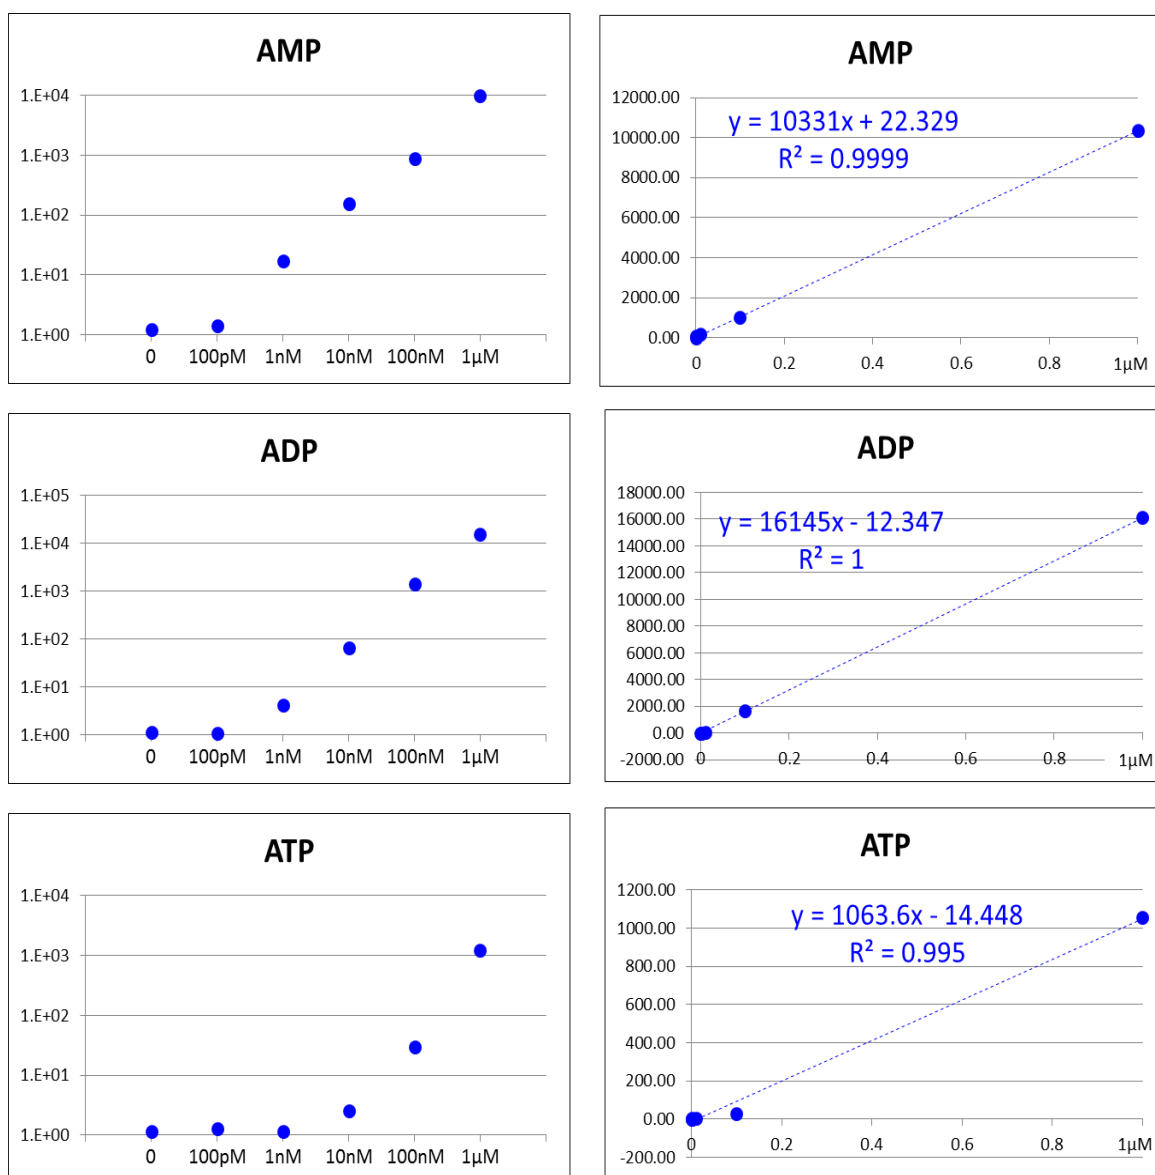 AMP
1.E+04
1.E+03
1.E+02
1.E+01
1.E+00
0 100pM 1nM 10nM 100nM 1µM
AMP
y = 10331x + 22.329
R² = 0.9999
12000.00
10000.00
8000.00
6000.00
4000.00
2000.00
0.00
0 0.2 0.4 0.6 0.8 1µM
ADP
1.E+05
1.E+04
1.E+03
1.E+02
1.E+01
1.E+00
0 100pM 1nM 10nM 100nM 1µM
ADP
y = 16145x - 12.347
R² = 1
18000.00
16000.00
14000.00
12000.00
10000.00
8000.00
6000.00
4000.00
2000.00
0.00
-2000.00
0 0.2 0.4 0.6 0.8 1µM
ATP
1.E+04
1.E+03
1.E+02
1.E+01
1.E+00
0 100pM 1nM 10nM 100nM 1µM
ATP
y = 1063.6x - 14.448
R² = 0.995
1200.00
1000.00
800.00
600.00
400.00
200.00
0.00
-200.00
0 0.2 0.4 0.6 0.8 1µM